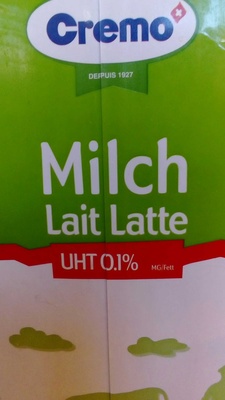 Cremo
DEPUIS 1927
Milch
Lait Latte
UHT 0.1% MG/Fett